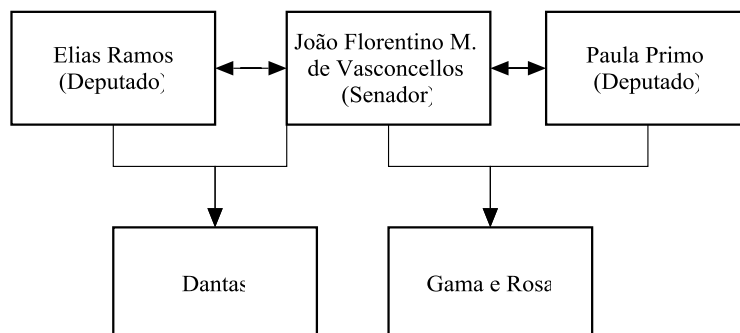 Elias Ramos
(Deputado)
João Florentino M.
de Vasconcellos
(Senador)
Paula Primo
(Deputado)
Dantas
Gama e Rosa